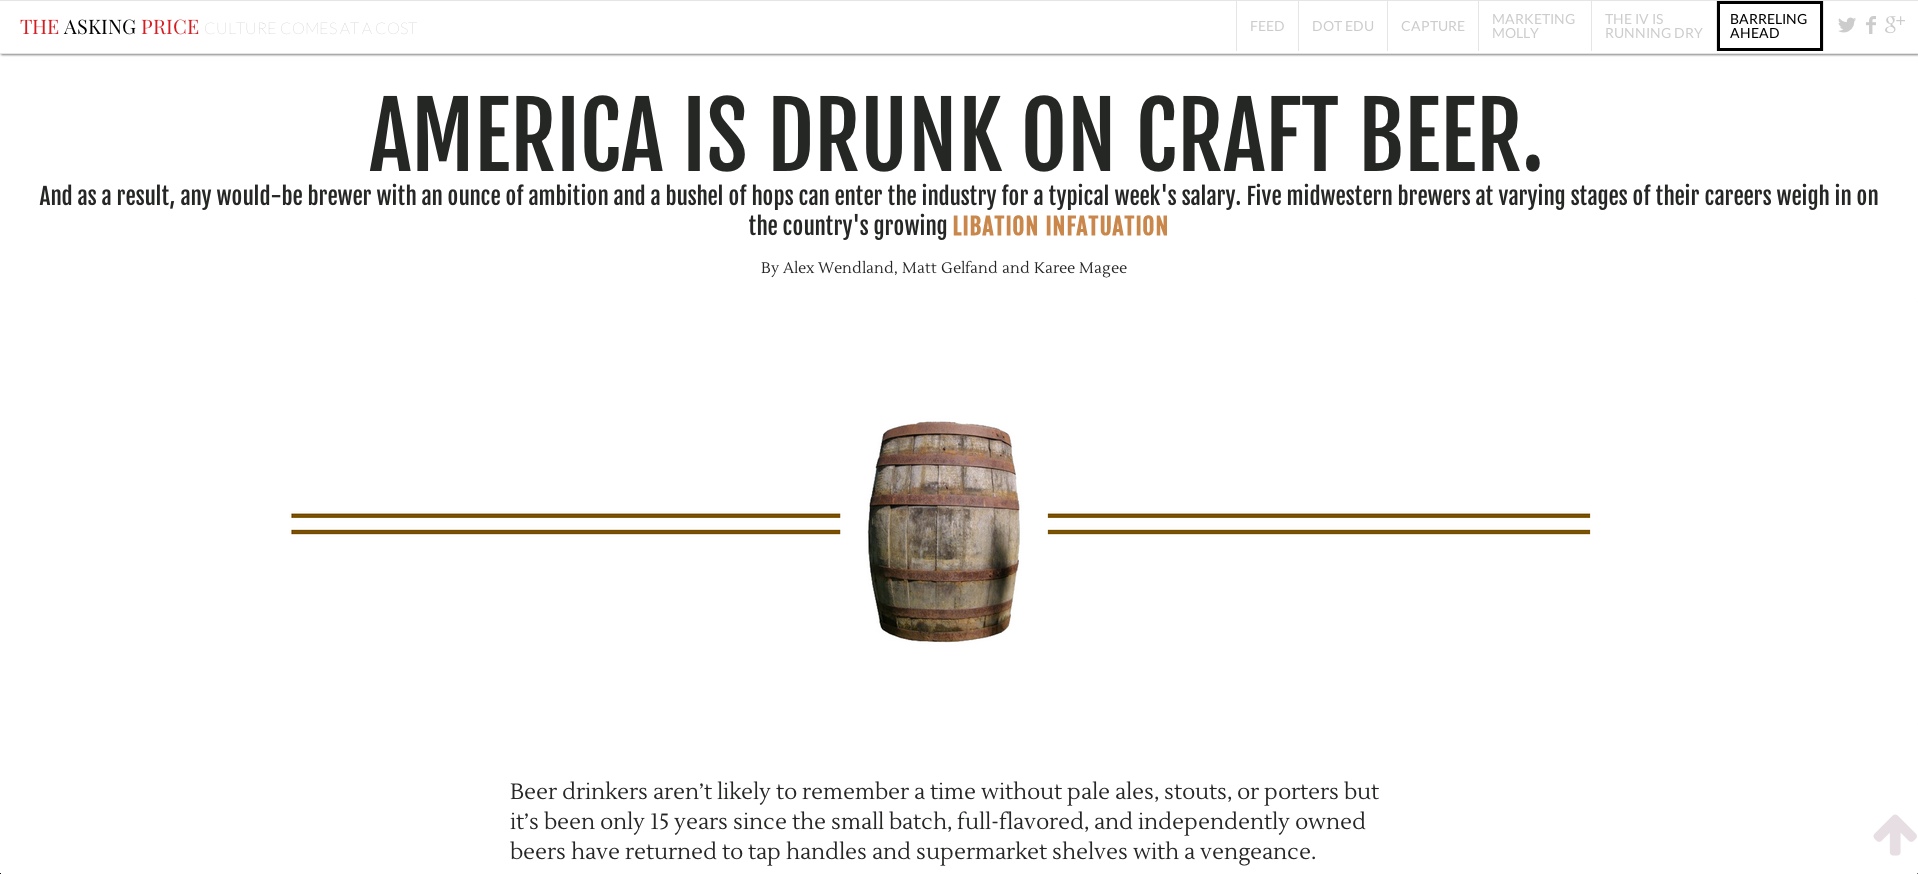 THE ASKING PRICE CULTURE COMES AT A COST
FEED
DOT EDU
CAPTURE
MARKETING
MOLLY
THE IV IS
RUNNING DRY
BARRELING
AHEAD
g+
AMERICA IS DRUNK ON CRAFT BEER.
And as a result, any would-be brewer with an ounce of ambition and a bushel of hops can enter the industry for a typical week's salary. Five midwestern brewers at varying stages of their careers weigh in on
the country's growing LIBATION INFATUATION
By Alex Wendland, Matt Gelfand and Karee Magee
Beer drinkers aren’t likely to remember a time without pale ales, stouts, or porters but
it’s been only 15 years since the small batch, full-flavored, and independently owned
beers have returned to tap handles and supermarket shelves with a vengeance.